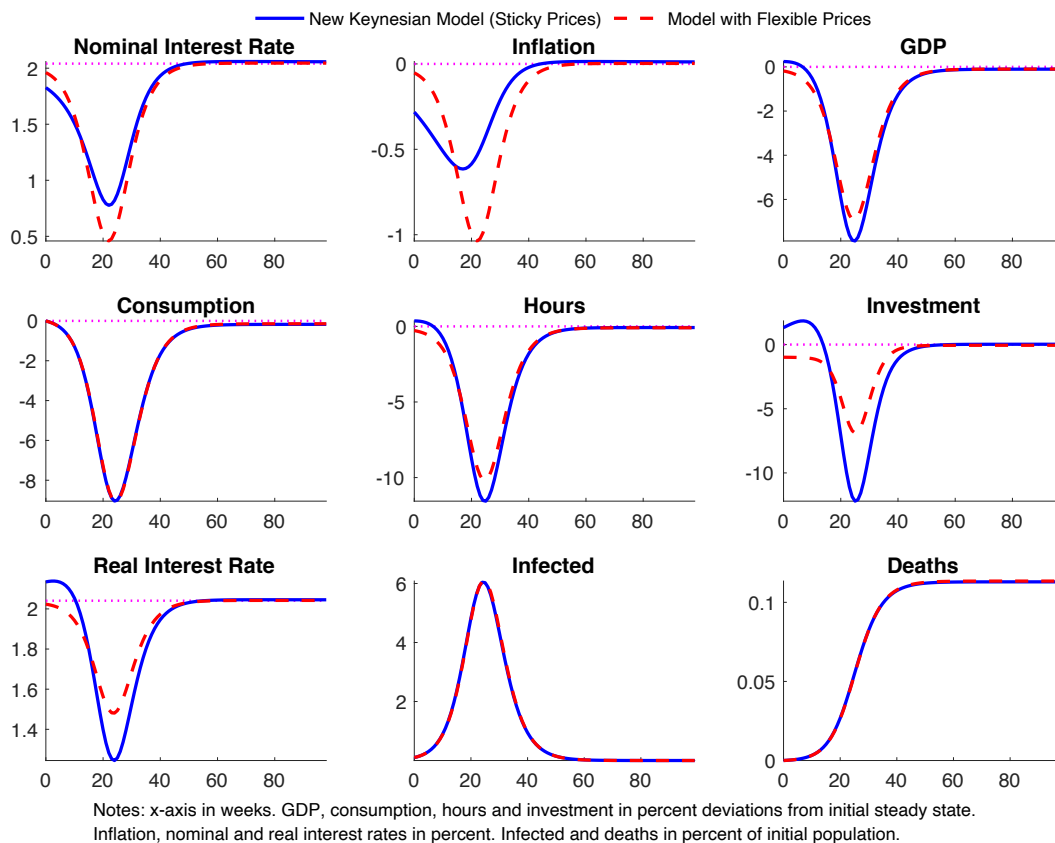 New Keynesian Model (Sticky Prices) Model with Flexible Prices
Nominal Interest Rate
2
1.5
1
0.5
0 20 40 60 80
Inflation
0
-0.5
-1
0 20 40 60 80
GDP
0
-2
-4
-6
0 20 40 60 80
Consumption
0
-2
-4
-6
-8
0 20 40 60 80
Hours
0
-5
-10
0 20 40 60 80
Investment
0
-5
-10
0 20 40 60 80
Real Interest Rate
2
1.8
1.6
1.4
0 20 40 60 80
Infected
6
4
2
0 20 40 60 80
Deaths
0.1
0.05
0
0 20 40 60 80
Notes: x-axis in weeks. GDP, consumption, hours and investment in percent deviations from initial steady state.
Inflation, nominal and real interest rates in percent. Infected and deaths in percent of initial population.